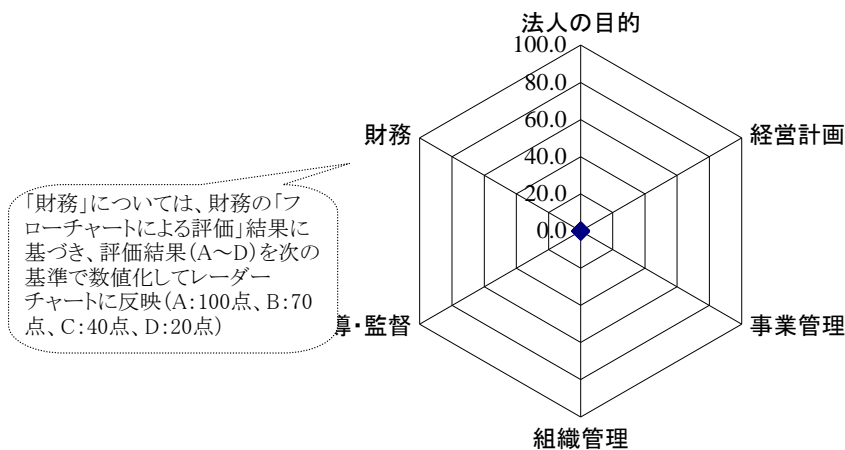 法人の目的
100.0
80.0
60.0
40.0
20.0
0.0
財務
経営計画
「財務」については、財務の「フ
ローチャートによる評価」結果に
基づき、評価結果(A～D)を次の
基準で数値化してレーダー
チャートに反映(A:100点、B:70
点、C:40点、D:20点)
導・監督
事業管理
組織管理